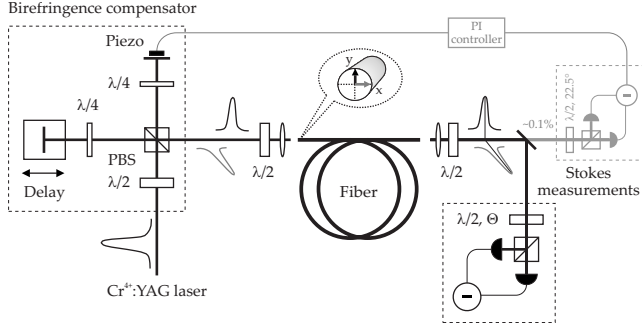 Birefringence compensator
Piezo
PI
controller
λ/4
λ/4
y
x
λ/2, 22.5°
−
~0.1%
PBS
λ/2
λ/2
λ/2
Delay
Fiber
Stokes
measurements
λ/2, Θ
−
Cr⁴⁺:YAG laser